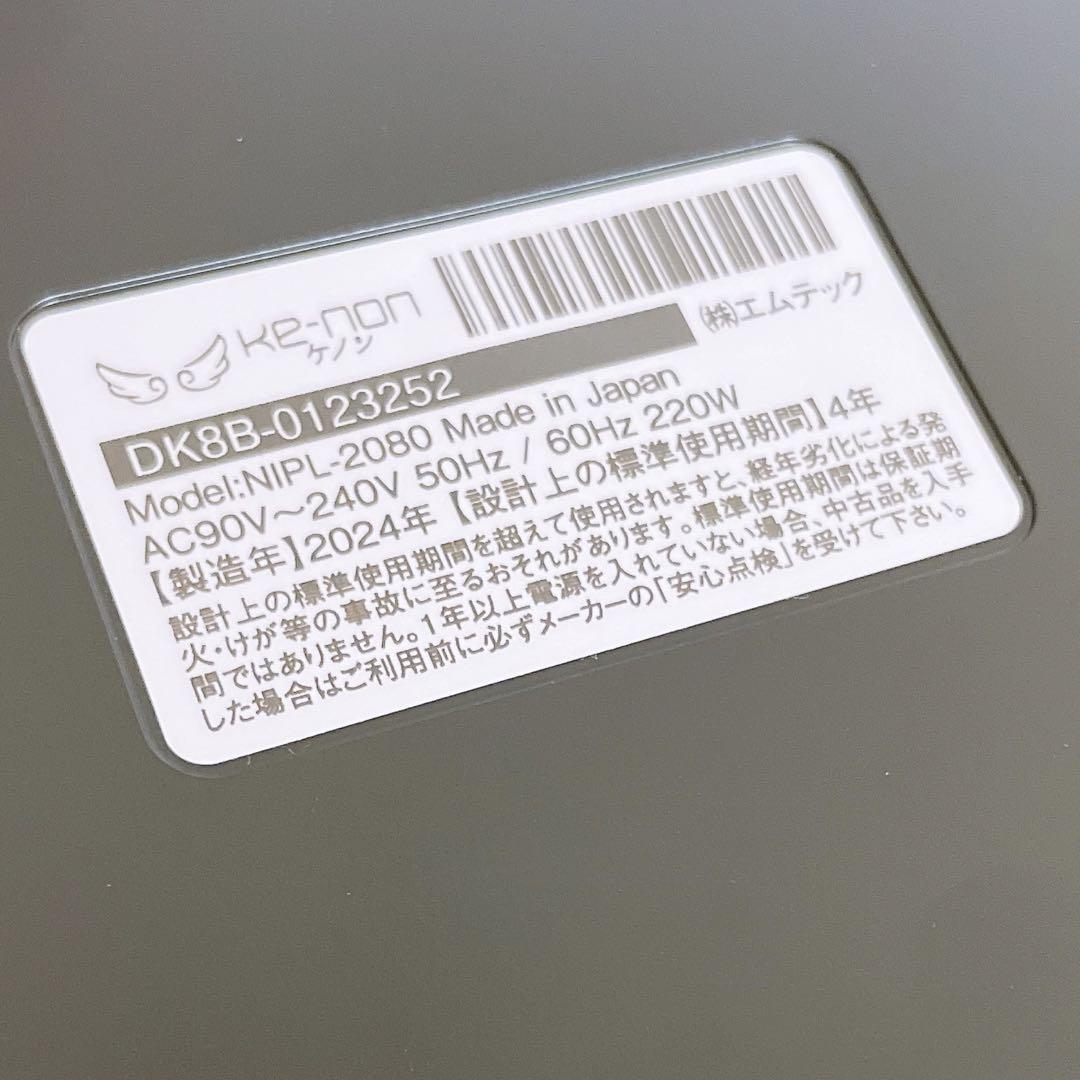 ke-non
ケノン
(株)エムテック
DK8B-0123252
Model:NIPL-2080 Made in Japan
AC90V～240V 50Hz / 60Hz 220W
【製造年】2024年【設計上の標準使用期間】4年
設計上の標準使用期間を超えて使用されますと、経年劣化による発
火・けが等の事故に至るおそれがあります。標準使用期間は保証期
間ではありません。1年以上電源を入れていない場合、中古品を入手
した場合はご利用前に必ずメーカーの「安心点検」を受けて下さい。